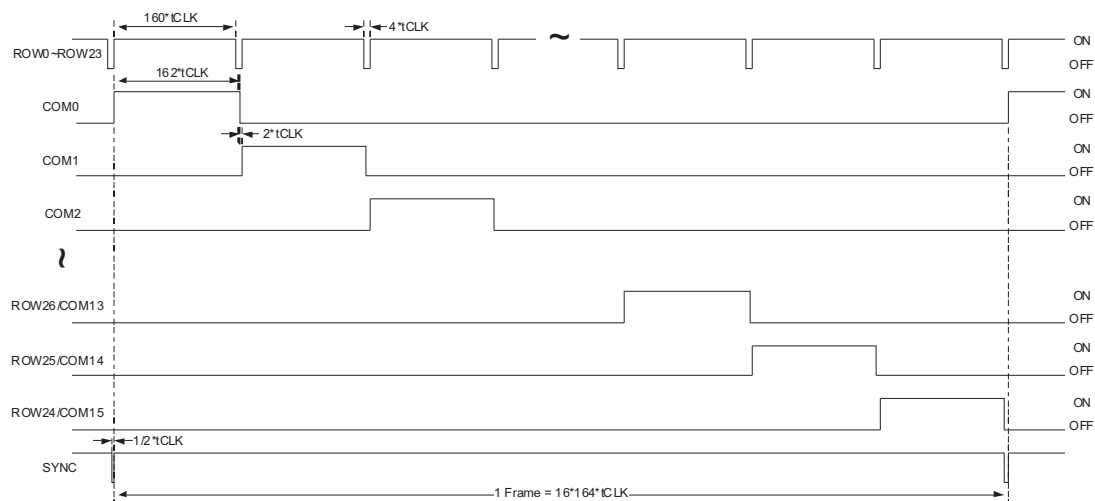 160*tCLK
4*tCLK
ROW0~ROW23
~
ON
OFF
162*tCLK
COM0
ON
OFF
2*tCLK
COM1
ON
OFF
COM2
ON
OFF
~
ROW26/COM13
ON
OFF
ROW25/COM14
ON
OFF
ROW24/COM15
ON
OFF
1/2*tCLK
SYNC
1 Frame = 16*164*tCLK